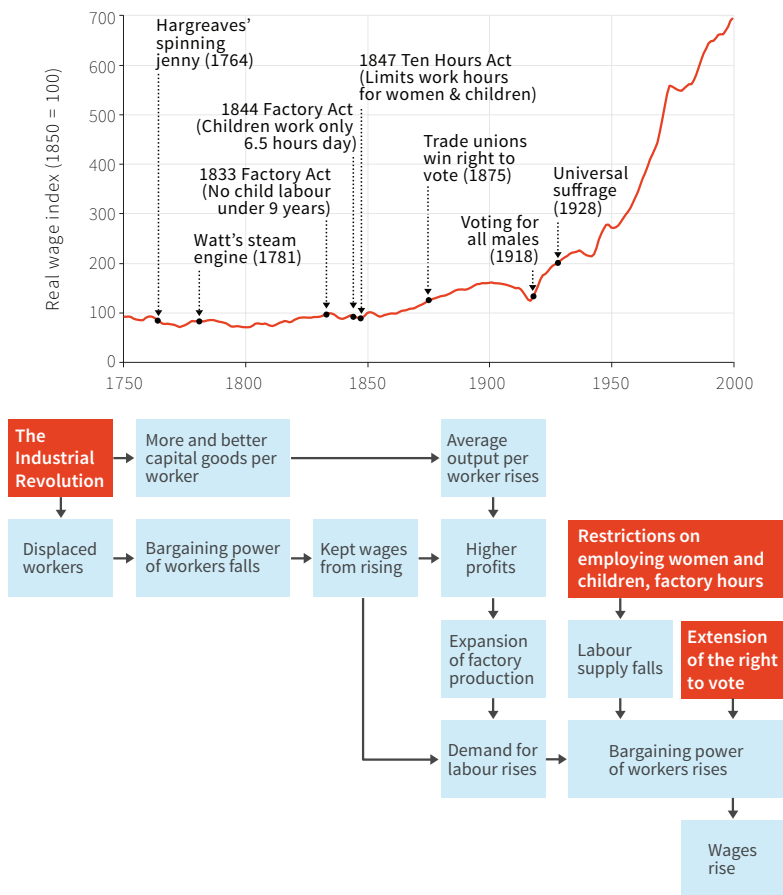 700
600
500
400
300
200
100
0
Real wage index (1850 = 100)
Hargreaves’
spinning
jenny (1764)
1847 Ten Hours Act
(Limits work hours
for women & children)
1844 Factory Act
(Children work only
6.5 hours day)
Trade unions
win right to
vote (1875)
1833 Factory Act
(No child labour
under 9 years)
Universal
suffrage
(1928)
Voting for
all males
(1918)
Watt’s steam
engine (1781)
1750
1800
1850
1900
1950
2000
The
Industrial
Revolution
More and better
capital goods per
worker
Average
output per
worker rises
Displaced
workers
Bargaining power
of workers falls
Kept wages
from rising
Higher
profits
Restrictions on
employing women and
children, factory hours
Expansion
of factory
production
Labour
supply falls
Extension
of the right
to vote
Demand for
labour rises
Bargaining power
of workers rises
Wages
rise